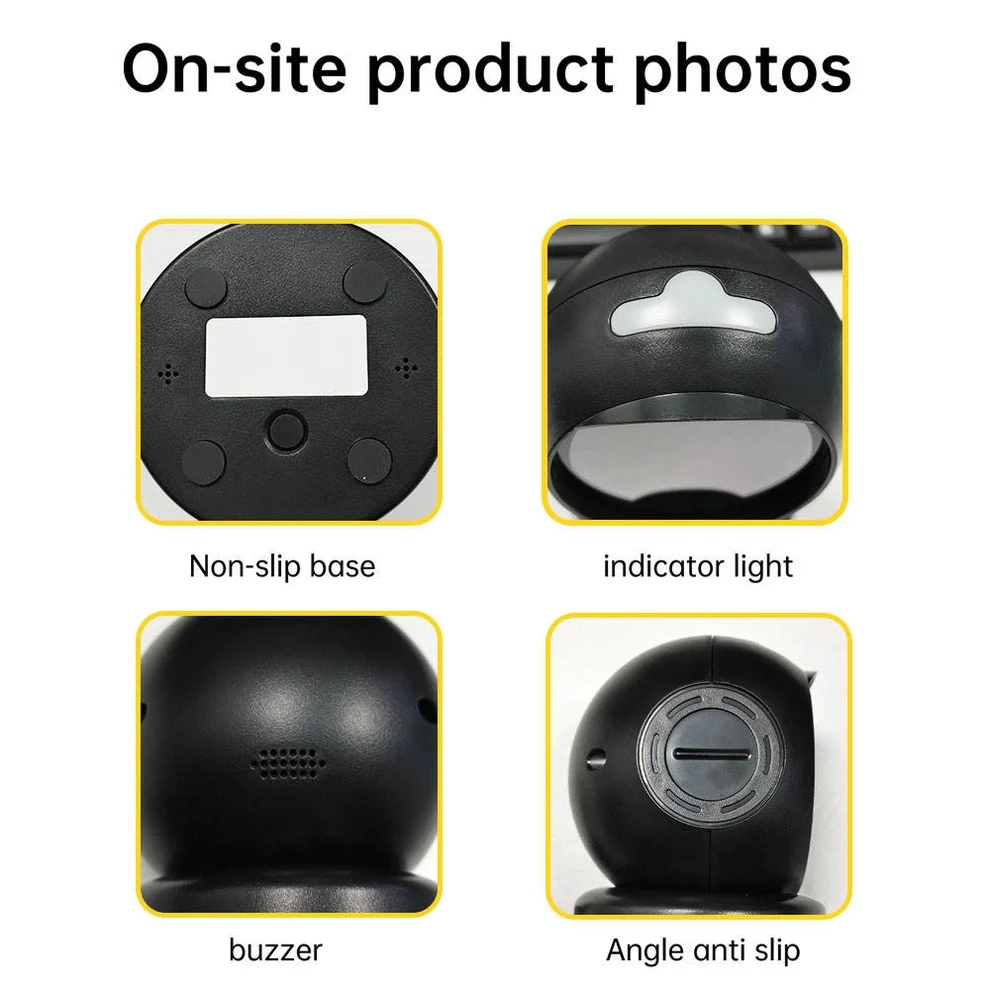 On-site product photos
Non-slip base
indicator light
buzzer
Angle anti slip